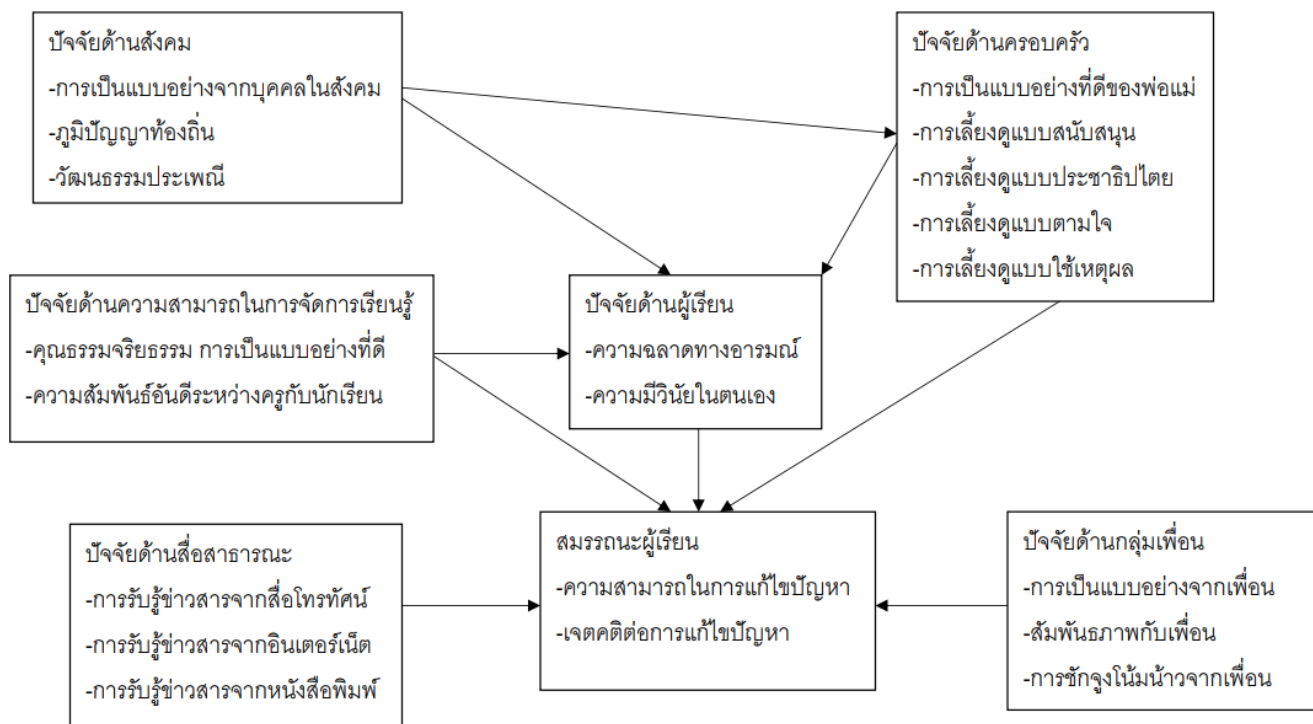 ปัจจัยด้านสังคม
-การเป็นแบบอย่างจากบุคคลในสังคม
-ภูมิปัญญาท้องถิ่น
-วัฒนธรรมประเพณี
ปัจจัยด้านครอบครัว
-การเป็นแบบอย่างที่ดีของพ่อแม่
-การเลี้ยงดูแบบสนับสนุน
-การเลี้ยงดูแบบประชาธิปไตย
-การเลี้ยงดูแบบตามใจ
-การเลี้ยงดูแบบใช้เหตุผล
ปัจจัยด้านความสามารถในการจัดการเรียนรู้
-คุณธรรมจริยธรรม การเป็นแบบอย่างที่ดี
-ความสัมพันธ์อันดีระหว่างครูกับนักเรียน
ปัจจัยด้านผู้เรียน
-ความฉลาดทางอารมณ์
-ความมีวินัยในตนเอง
ปัจจัยด้านสื่อสาธารณะ
-การรับรู้ข่าวสารจากสื่อโทรทัศน์
-การรับรู้ข่าวสารจากอินเตอร์เน็ต
-การรับรู้ข่าวสารจากหนังสือพิมพ์
สมรรถนะผู้เรียน
-ความสามารถในการแก้ไขปัญหา
-เจตคติต่อการแก้ไขปัญหา
ปัจจัยด้านกลุ่มเพื่อน
-การเป็นแบบอย่างจากเพื่อน
-สัมพันธภาพกับเพื่อน
-การชักจูงโน้มน้าวจากเพื่อน